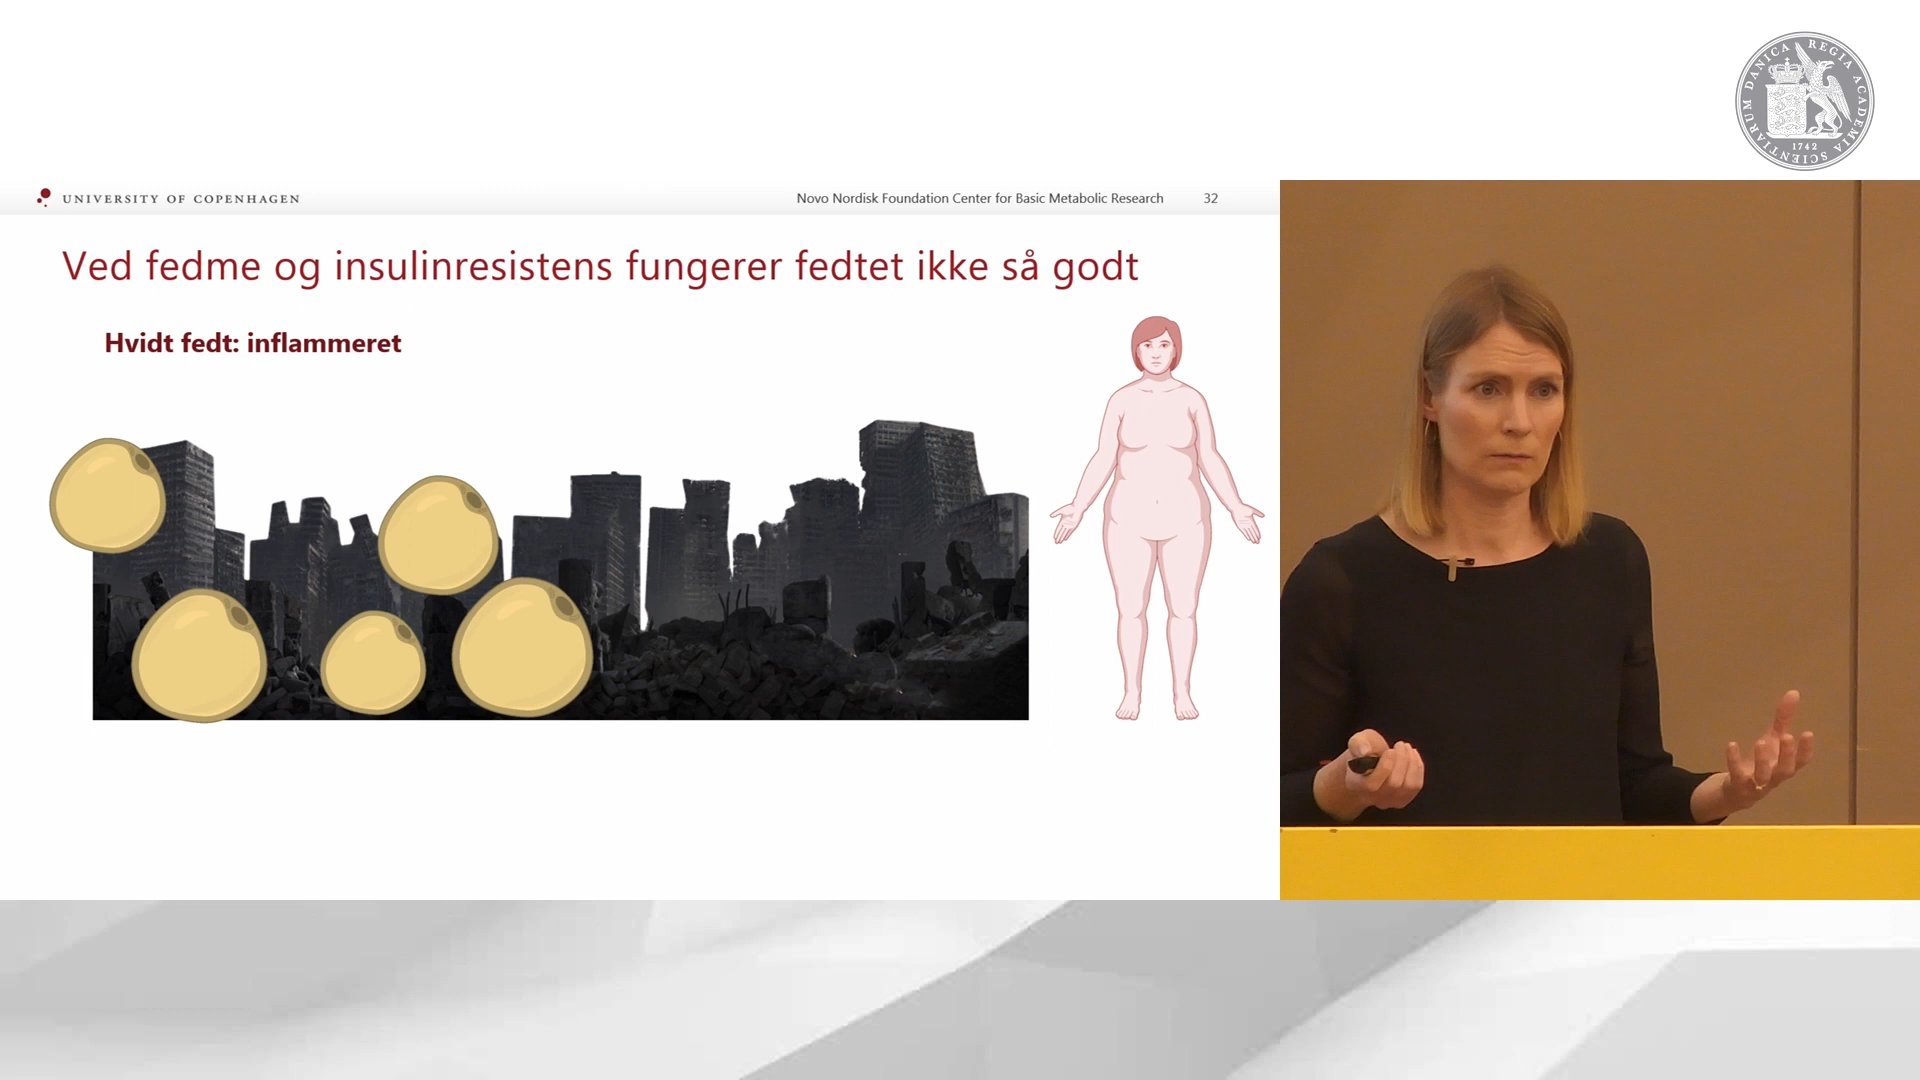 REGIA ACADEMIA SCIENTIARUM DANICA
1742
UNIVERSITY OF COPENHAGEN
Novo Nordisk Foundation Center for Basic Metabolic Research 32
Ved fedme og insulinresistens fungerer fedtet ikke så godt
Hvidt fedt: inflammeret